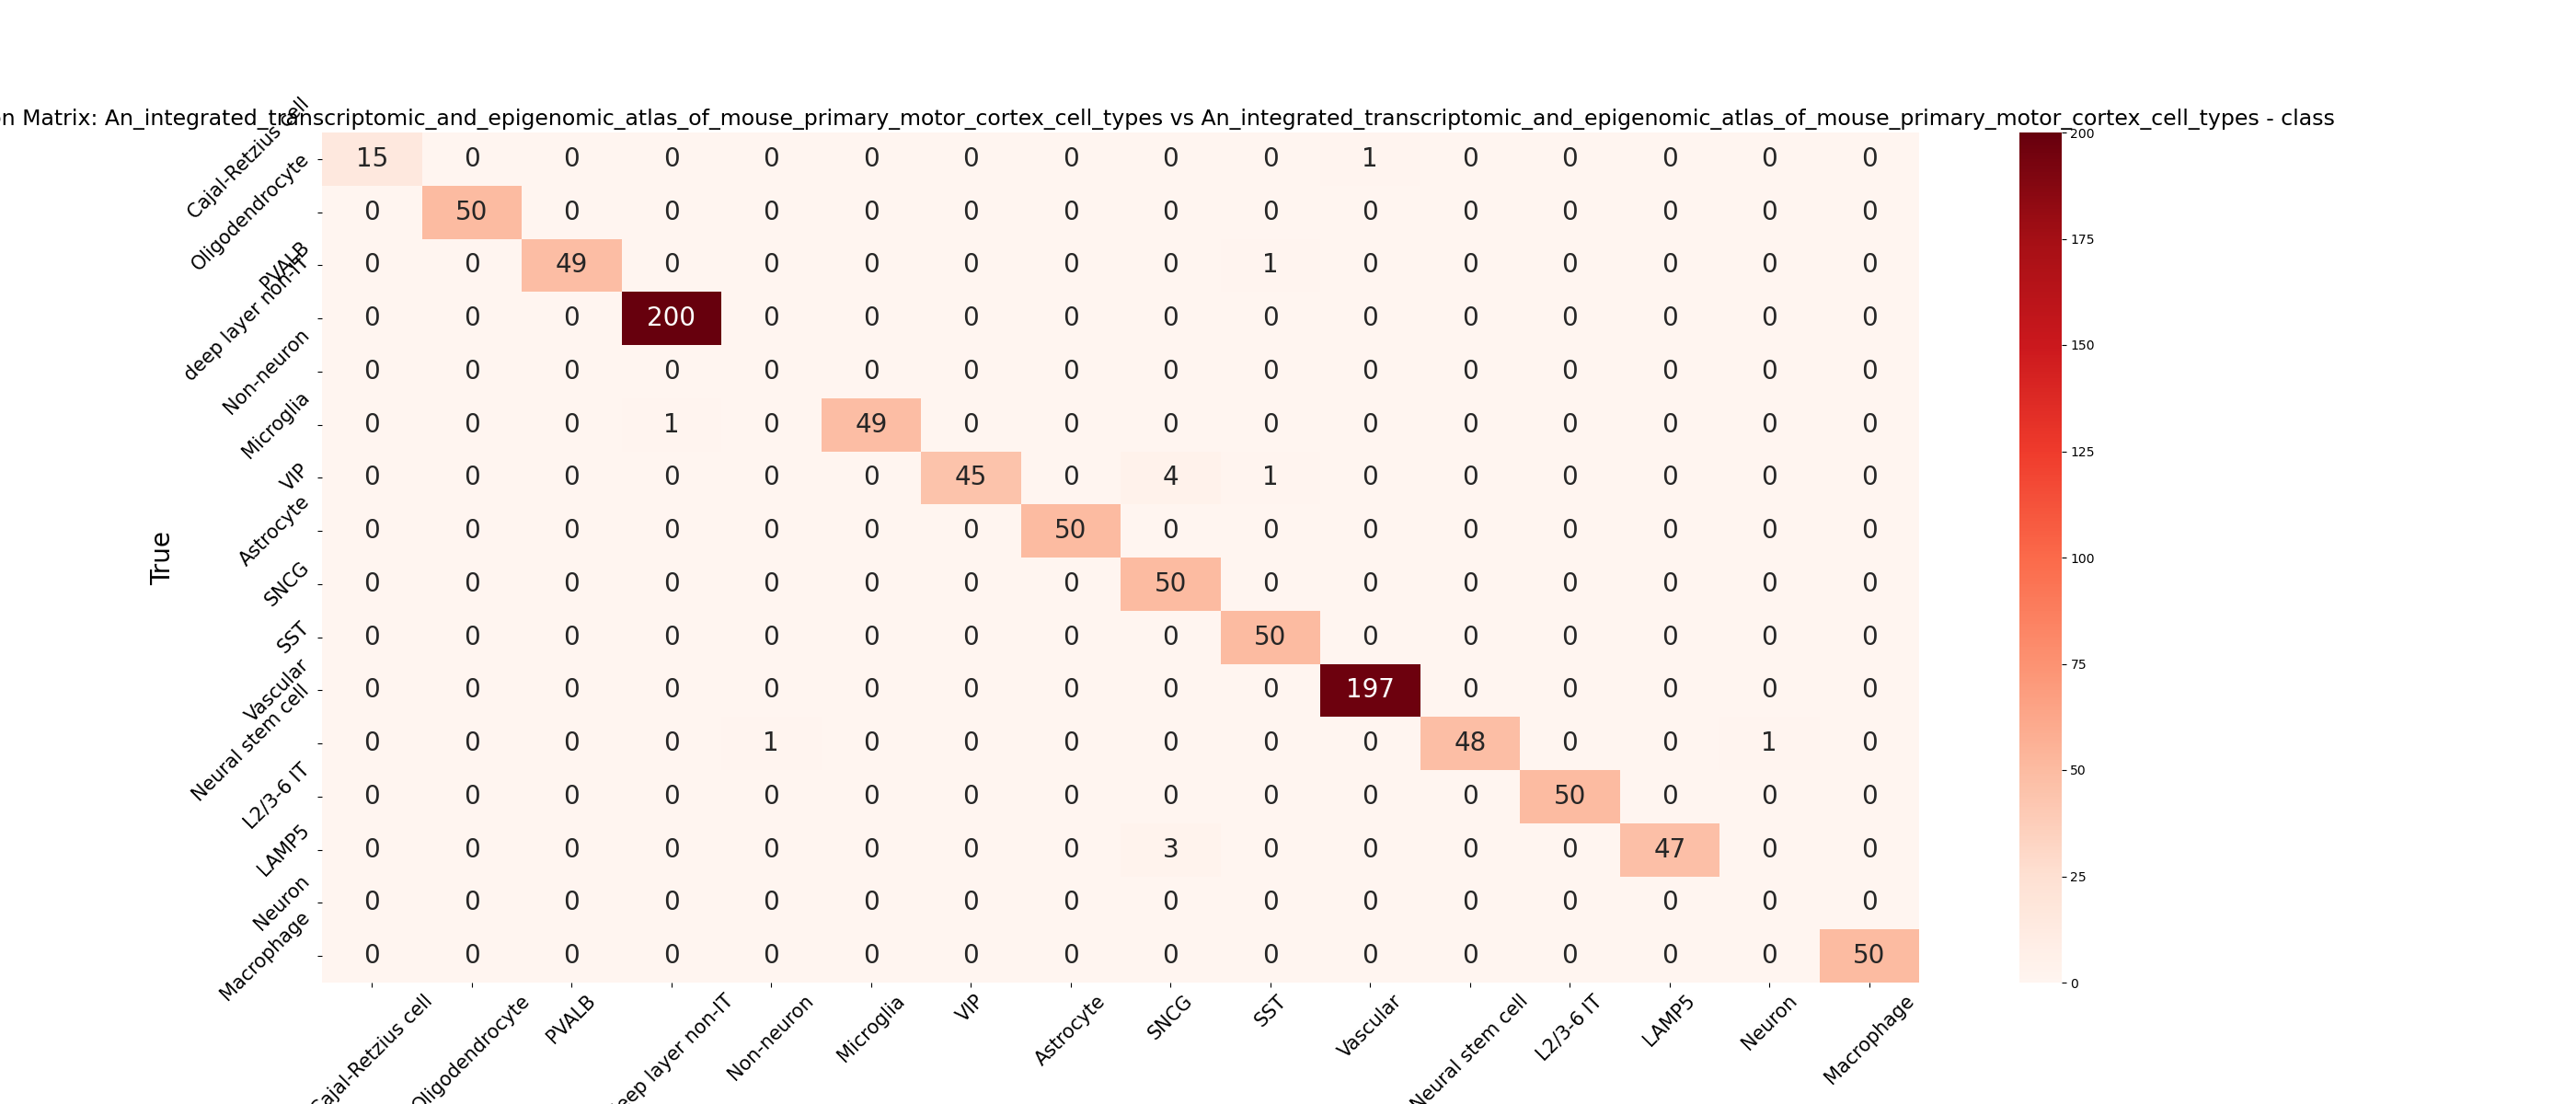 n Matrix: An_integrated_transcriptomic_and_epigenomic_atlas_of_mouse_primary_motor_cortex_cell_types vs An_integrated_transcriptomic_and_epigenomic_atlas_of_mouse_primary_motor_cortex_cell_types - class
True
Cajal-Retzius cell 15 0 0 0 0 0 0 0 0 0 1 0 0 0 0 0
Oligodendrocyte 0 50 0 0 0 0 0 0 0 0 0 0 0 0 0 0
PVALB 0 0 49 0 0 0 0 0 0 1 0 0 0 0 0 0
deep layer non-IT 0 0 0 200 0 0 0 0 0 0 0 0 0 0 0 0
Non-neuron 0 0 0 0 0 0 0 0 0 0 0 0 0 0 0 0
Microglia 0 0 0 1 0 49 0 0 0 0 0 0 0 0 0 0
VIP 0 0 0 0 0 0 45 0 4 1 0 0 0 0 0 0
Astrocyte 0 0 0 0 0 0 0 50 0 0 0 0 0 0 0 0
SNCG 0 0 0 0 0 0 0 0 50 0 0 0 0 0 0 0
SST 0 0 0 0 0 0 0 0 0 50 0 0 0 0 0 0
Vascular 0 0 0 0 0 0 0 0 0 0 197 0 0 0 0 0
Neural stem cell 0 0 0 0 1 0 0 0 0 0 0 48 0 0 1 0
L2/3-6 IT 0 0 0 0 0 0 0 0 0 0 0 0 50 0 0 0
LAMP5 0 0 0 0 0 0 0 0 3 0 0 0 0 47 0 0
Neuron 0 0 0 0 0 0 0 0 0 0 0 0 0 0 0 0
Macrophage 0 0 0 0 0 0 0 0 0 0 0 0 0 0 0 50
Cajal-Retzius cell
Oligodendrocyte
PVALB
eep layer non-IT
Non-neuron
Microglia
VIP
Astrocyte
SNCG
SST
Vascular
Neural stem cell
L2/3-6 IT
LAMP5
Neuron
Macrophage
200
175
150
125
100
75
50
25
0